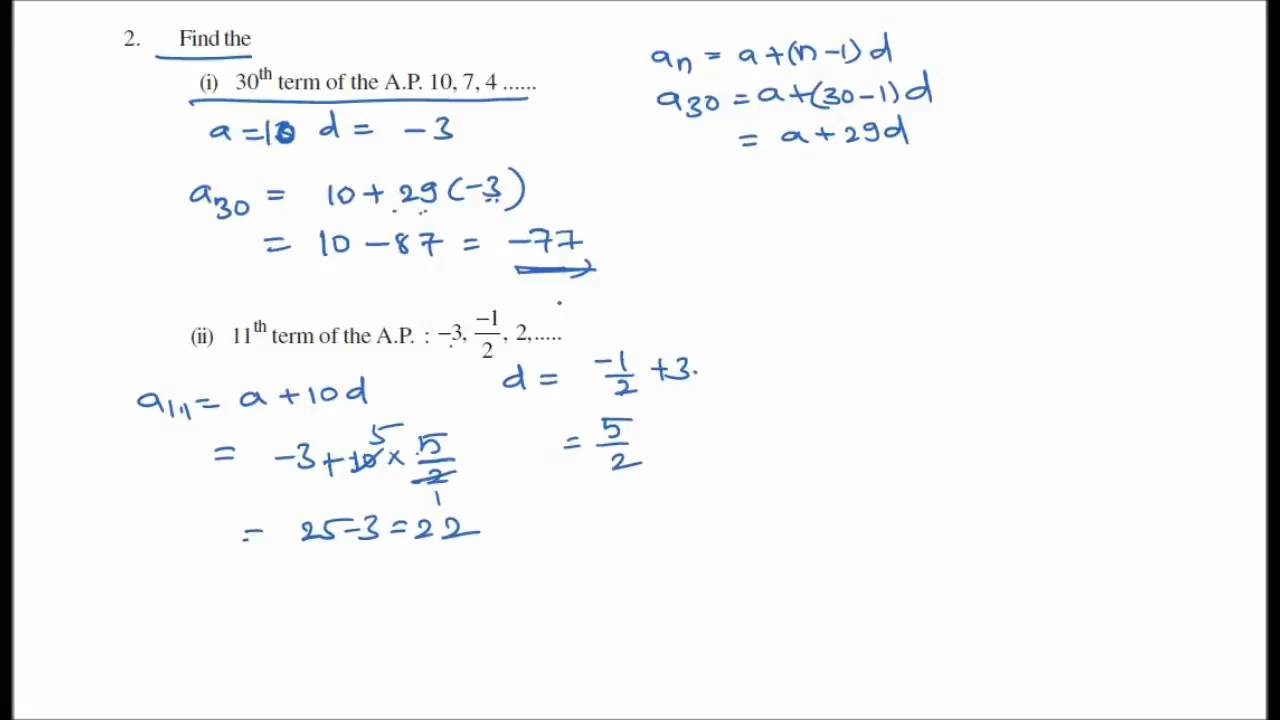 2. Find the
(i) 30th term of the A.P. 10, 7, 4 ......
a = 10 d = -3
an = a+(n-1)d
a30 = a+(30-1)d
= a+29d
a30 = 10 + 29(-3)
= 10 - 87 = -77
(ii) 11th term of the A.P. : -3, -1/2, 2,.....
a11 = a + 10d
= -3 + 10 5 × 5/2 1
= 25-3 = 22
d = -1/2 + 3.
= 5/2